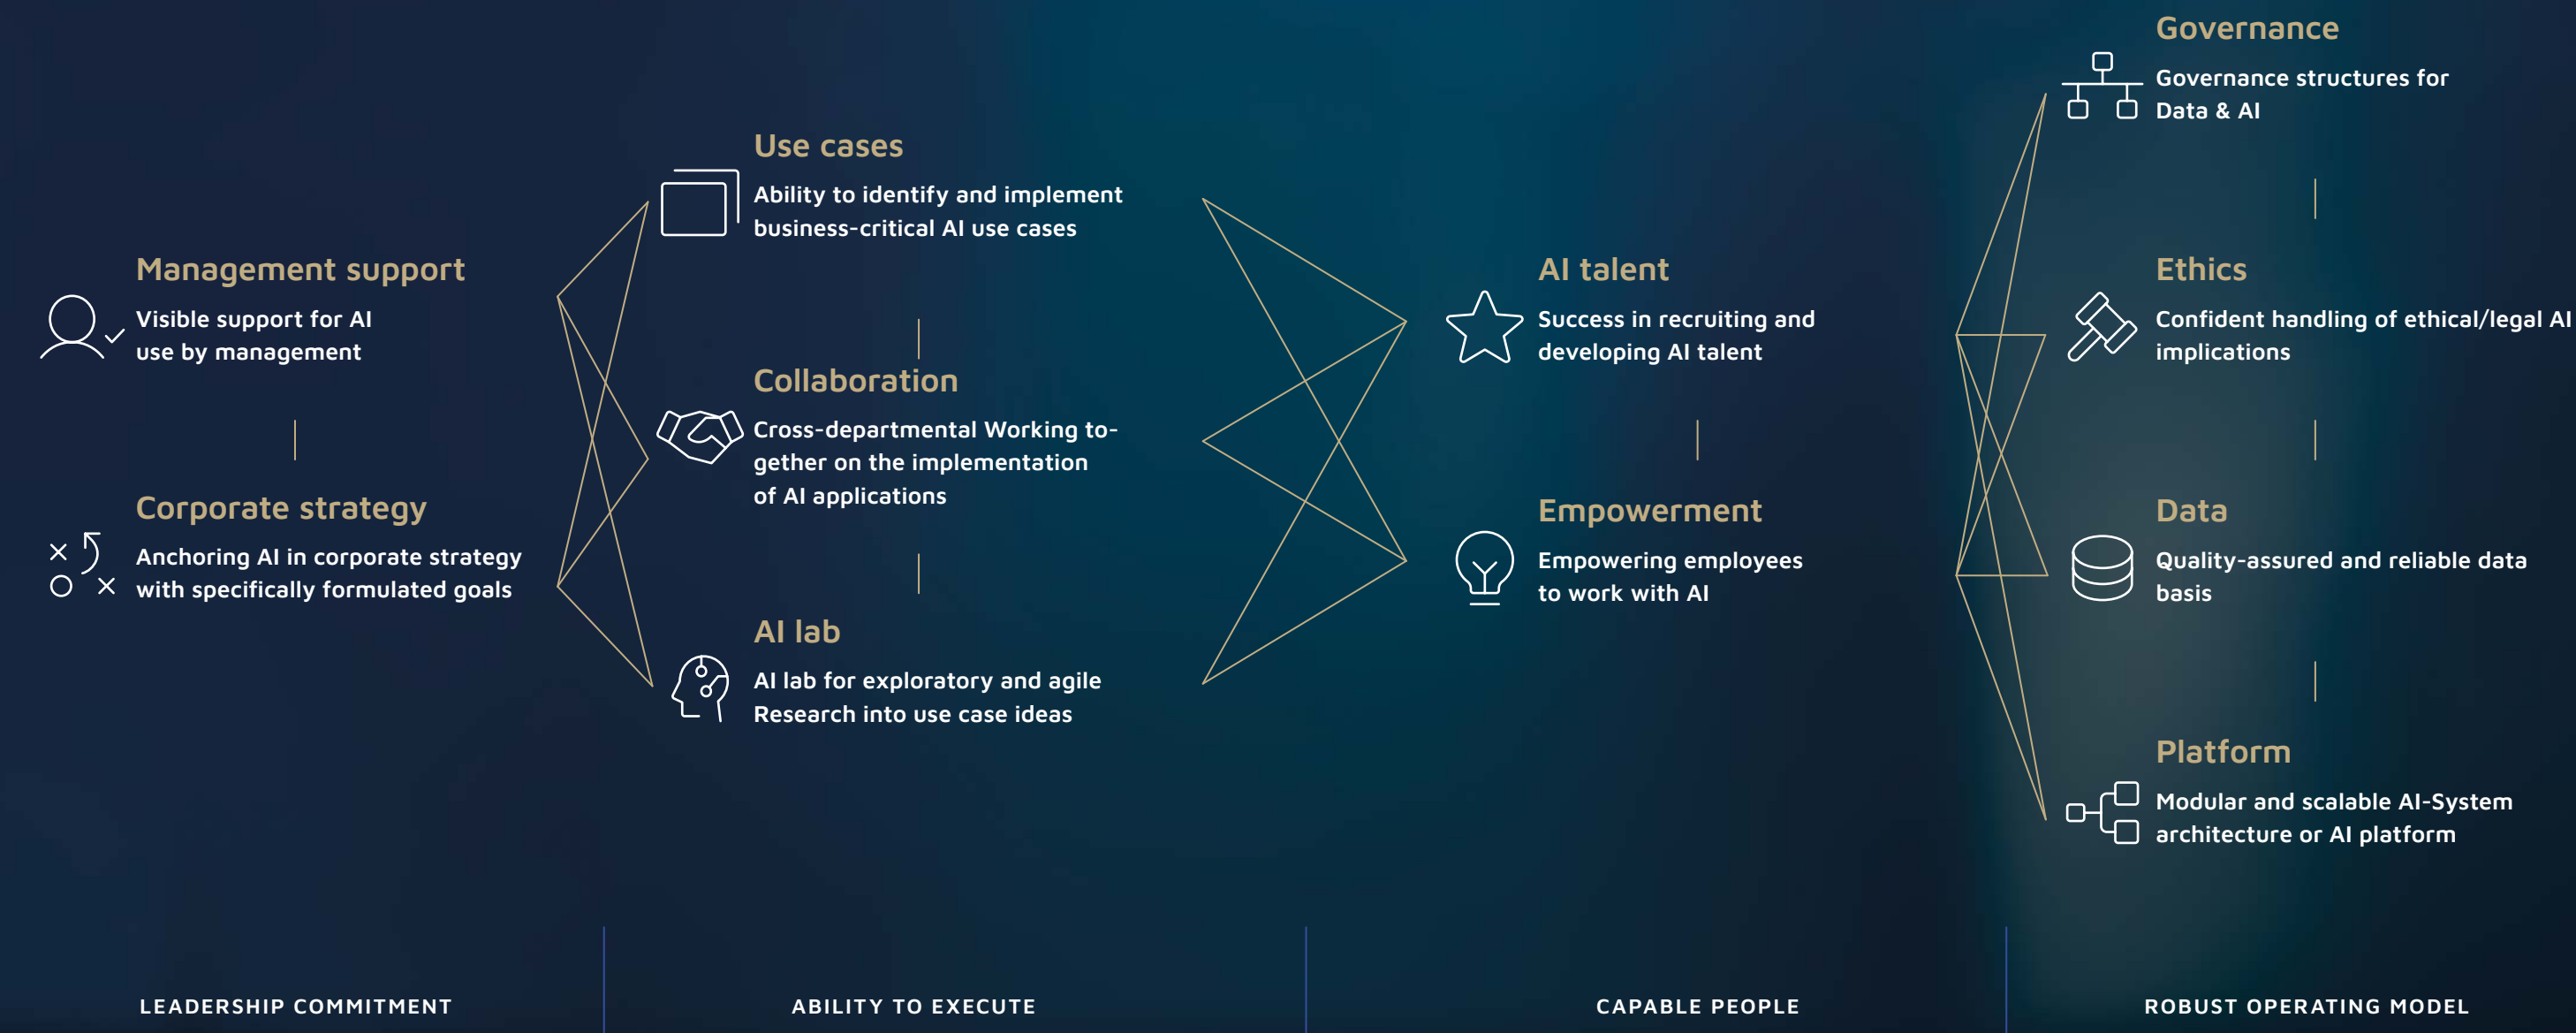 Management support
Visible support for AI
use by management
Corporate strategy
Anchoring AI in corporate strategy
with specifically formulated goals
LEADERSHIP COMMITMENT
Use cases
Ability to identify and implement
business-critical AI use cases
Collaboration
Cross-departmental Working to-
gether on the implementation
of AI applications
AI lab
AI lab for exploratory and agile
Research into use case ideas
ABILITY TO EXECUTE
AI talent
Success in recruiting and
developing AI talent
Empowerment
Empowering employees
to work with AI
CAPABLE PEOPLE
Governance
Governance structures for
Data & AI
Ethics
Confident handling of ethical/legal AI
implications
Data
Quality-assured and reliable data
basis
Platform
Modular and scalable AI-System
architecture or AI platform
ROBUST OPERATING MODEL